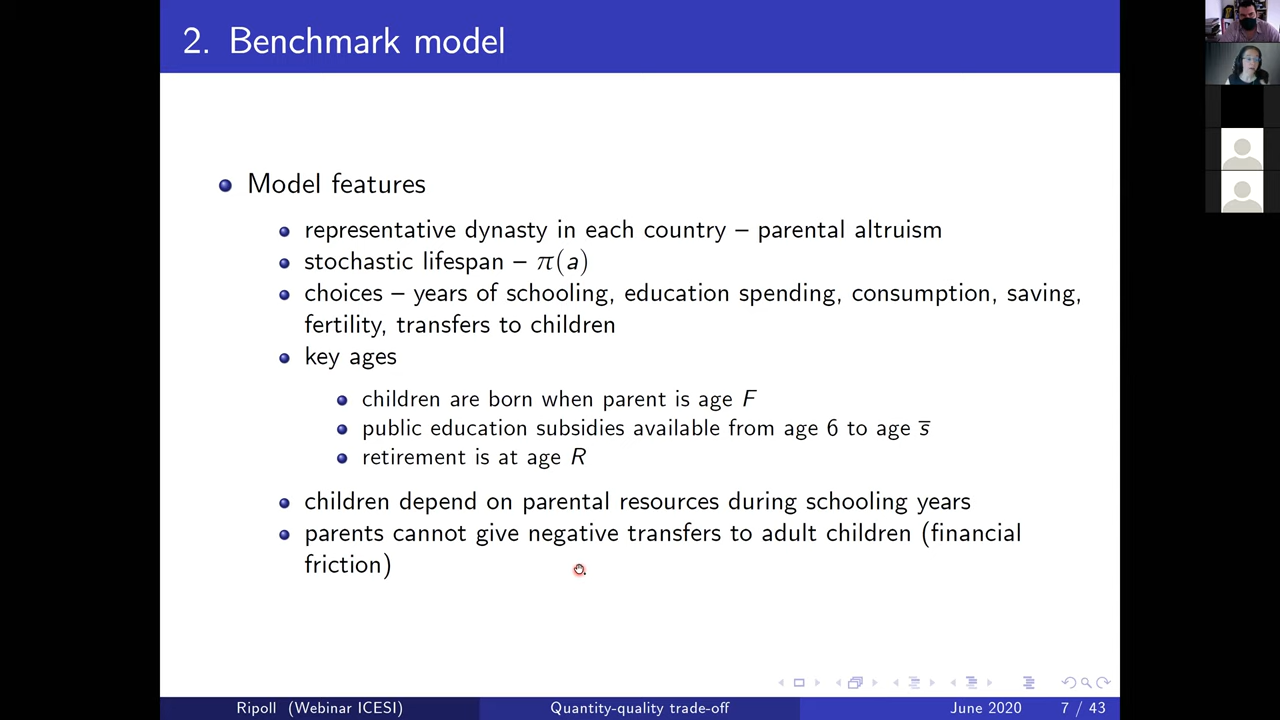 2. Benchmark model
Model features
representative dynasty in each country – parental altruism
stochastic lifespan – π(a)
choices – years of schooling, education spending, consumption, saving,
fertility, transfers to children
key ages
children are born when parent is age F
public education subsidies available from age 6 to age s̅
retirement is at age R
children depend on parental resources during schooling years
parents cannot give negative transfers to adult children (financial
friction)
Ripoll (Webinar ICESI) Quantity-quality trade-off June 2020 7 / 43